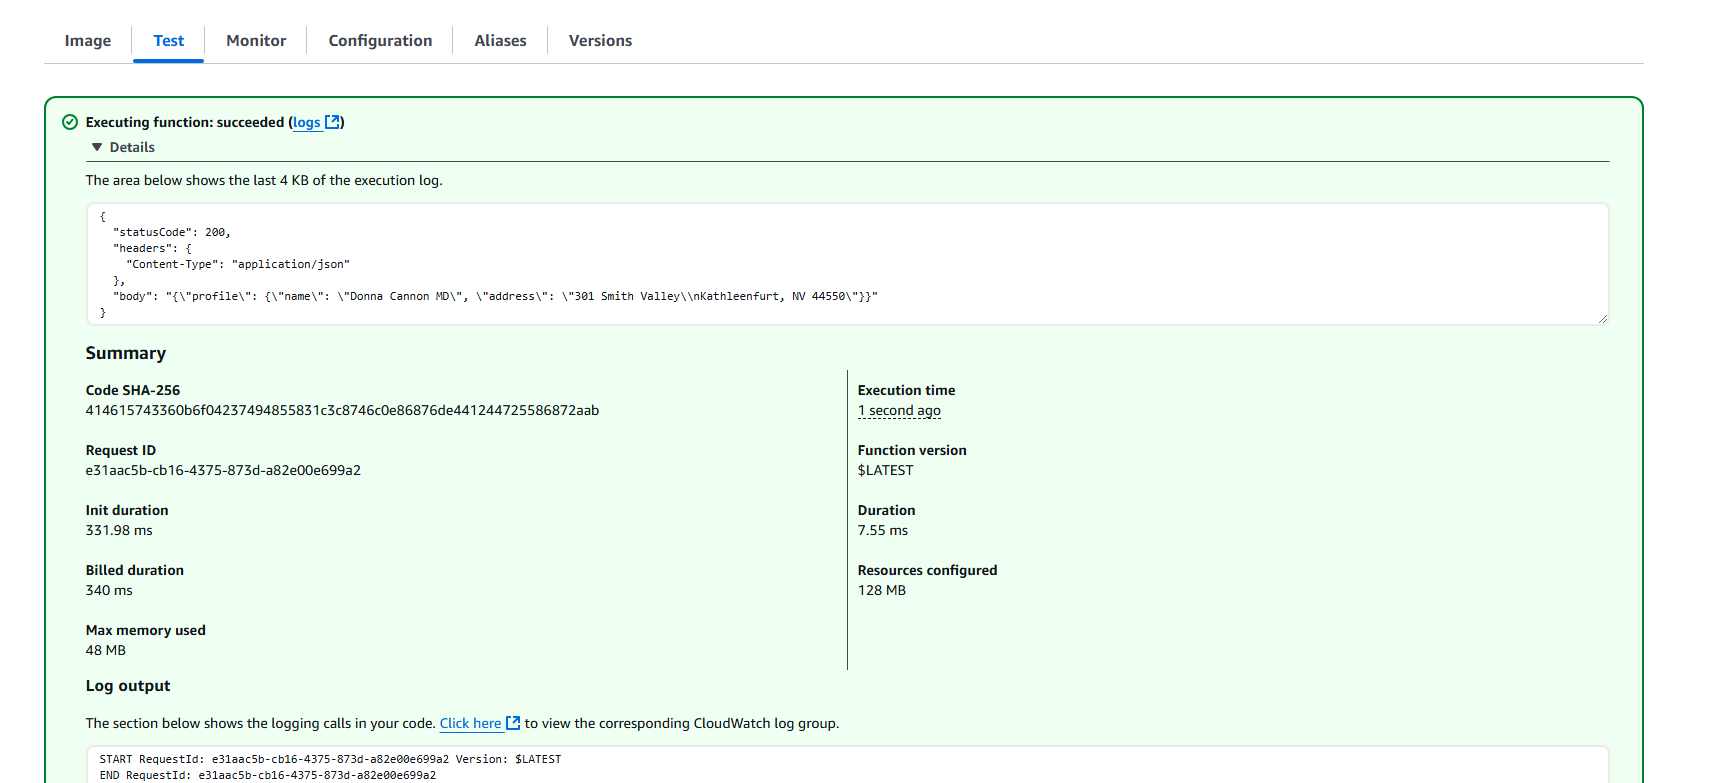 Image Test Monitor Configuration Aliases Versions
Executing function: succeeded (logs)
Details
The area below shows the last 4 KB of the execution log.
{
"statusCode": 200,
"headers": {
"Content-Type": "application/json"
},
"body": "{\"profile\": {\"name\": \"Donna Cannon MD\", \"address\": \"301 Smith Valley\\nKathleenfurt, NV 44550\"}}"
}
Summary
Code SHA-256
414615743360b6f04237494855831c3c8746c0e86876de441244725586872aab
Request ID
e31aac5b-cb16-4375-873d-a82e00e699a2
Init duration
331.98 ms
Billed duration
340 ms
Max memory used
48 MB
Execution time
1 second ago
Function version
$LATEST
Duration
7.55 ms
Resources configured
128 MB
Log output
The section below shows the logging calls in your code. Click here to view the corresponding CloudWatch log group.
START RequestId: e31aac5b-cb16-4375-873d-a82e00e699a2 Version: $LATEST
END RequestId: e31aac5b-cb16-4375-873d-a82e00e699a2